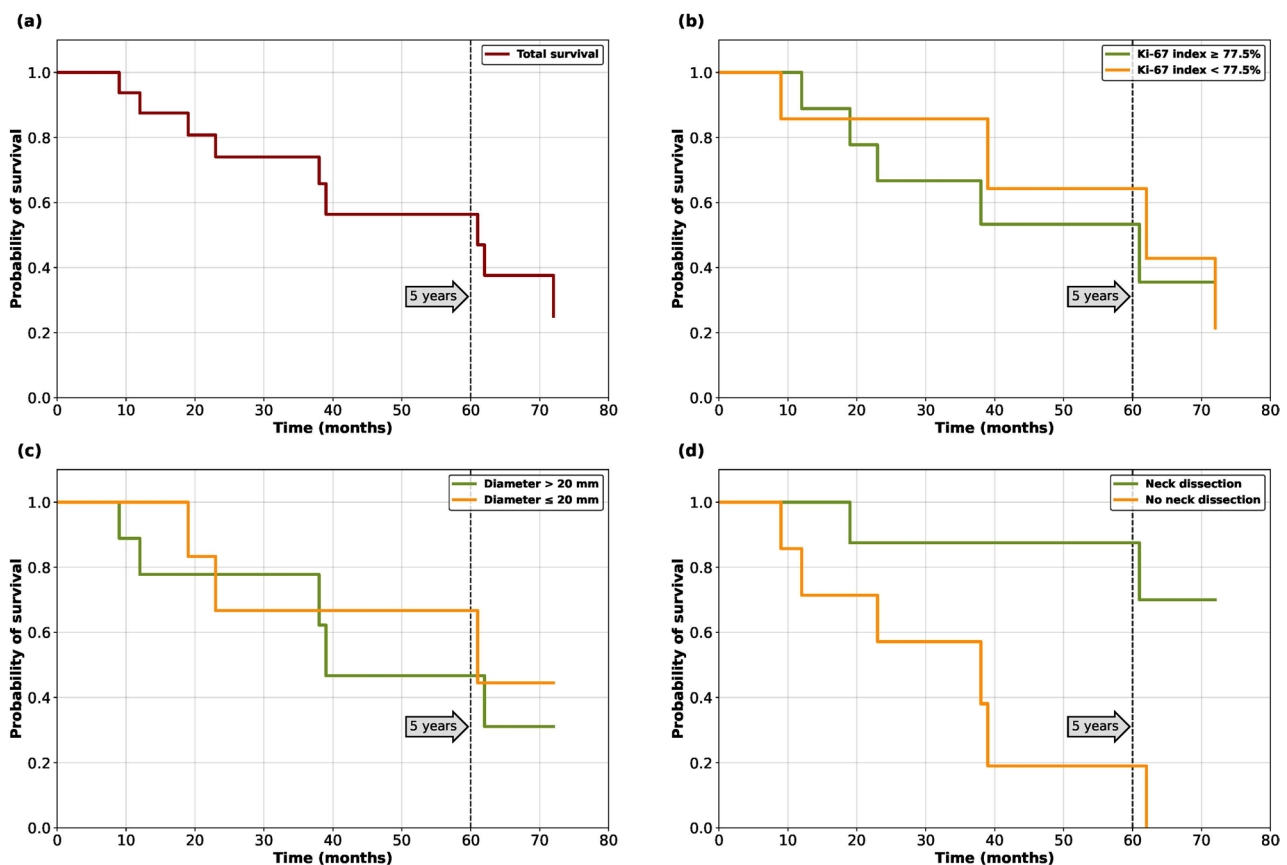 (a)
Total survival
Probability of survival
1.0
0.8
0.6
0.4
0.2
0.0
5 years
0 10 20 30 40 50 60 70 80
Time (months)
(b)
Ki-67 index ≥ 77.5%
Ki-67 index < 77.5%
Probability of survival
1.0
0.8
0.6
0.4
0.2
0.0
5 years
0 10 20 30 40 50 60 70 80
Time (months)
(c)
Diameter > 20 mm
Diameter ≤ 20 mm
Probability of survival
1.0
0.8
0.6
0.4
0.2
0.0
5 years
0 10 20 30 40 50 60 70 80
Time (months)
(d)
Neck dissection
No neck dissection
Probability of survival
1.0
0.8
0.6
0.4
0.2
0.0
5 years
0 10 20 30 40 50 60 70 80
Time (months)